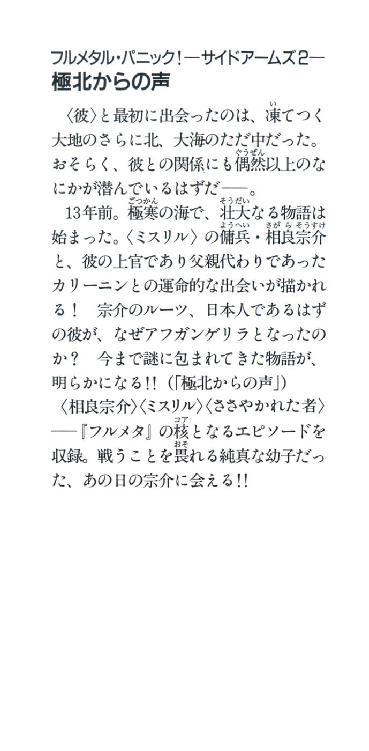 フルメタル・パニック!―サイドアームズ2―
極北からの声
〈彼〉と最初に出会ったのは、凍てつく
大地のさらに北、大海のただ中だった。
おそらく、彼との関係にも偶然以上のな
にかが潜んでいるはずだ――。
13年前。極寒の海で、壮大なる物語は
始まった。〈ミスリル〉の傭兵・相良宗介
と、彼の上官であり父親代わりであった
カリーニンとの運命的な出会いが描かれ
る! 宗介のルーツ、日本人であるはず
の彼が、なぜアフガンゲリラとなったの
か? 今まで謎に包まれてきた物語が、
明らかになる!!(「極北からの声」)
〈相良宗介〉〈ミスリル〉〈ささやかれた者〉
――『フルメタ』の核となるエピソードを
収録。戦うことを畏れる純真な幼子だっ
た、あの日の宗介に会える!!